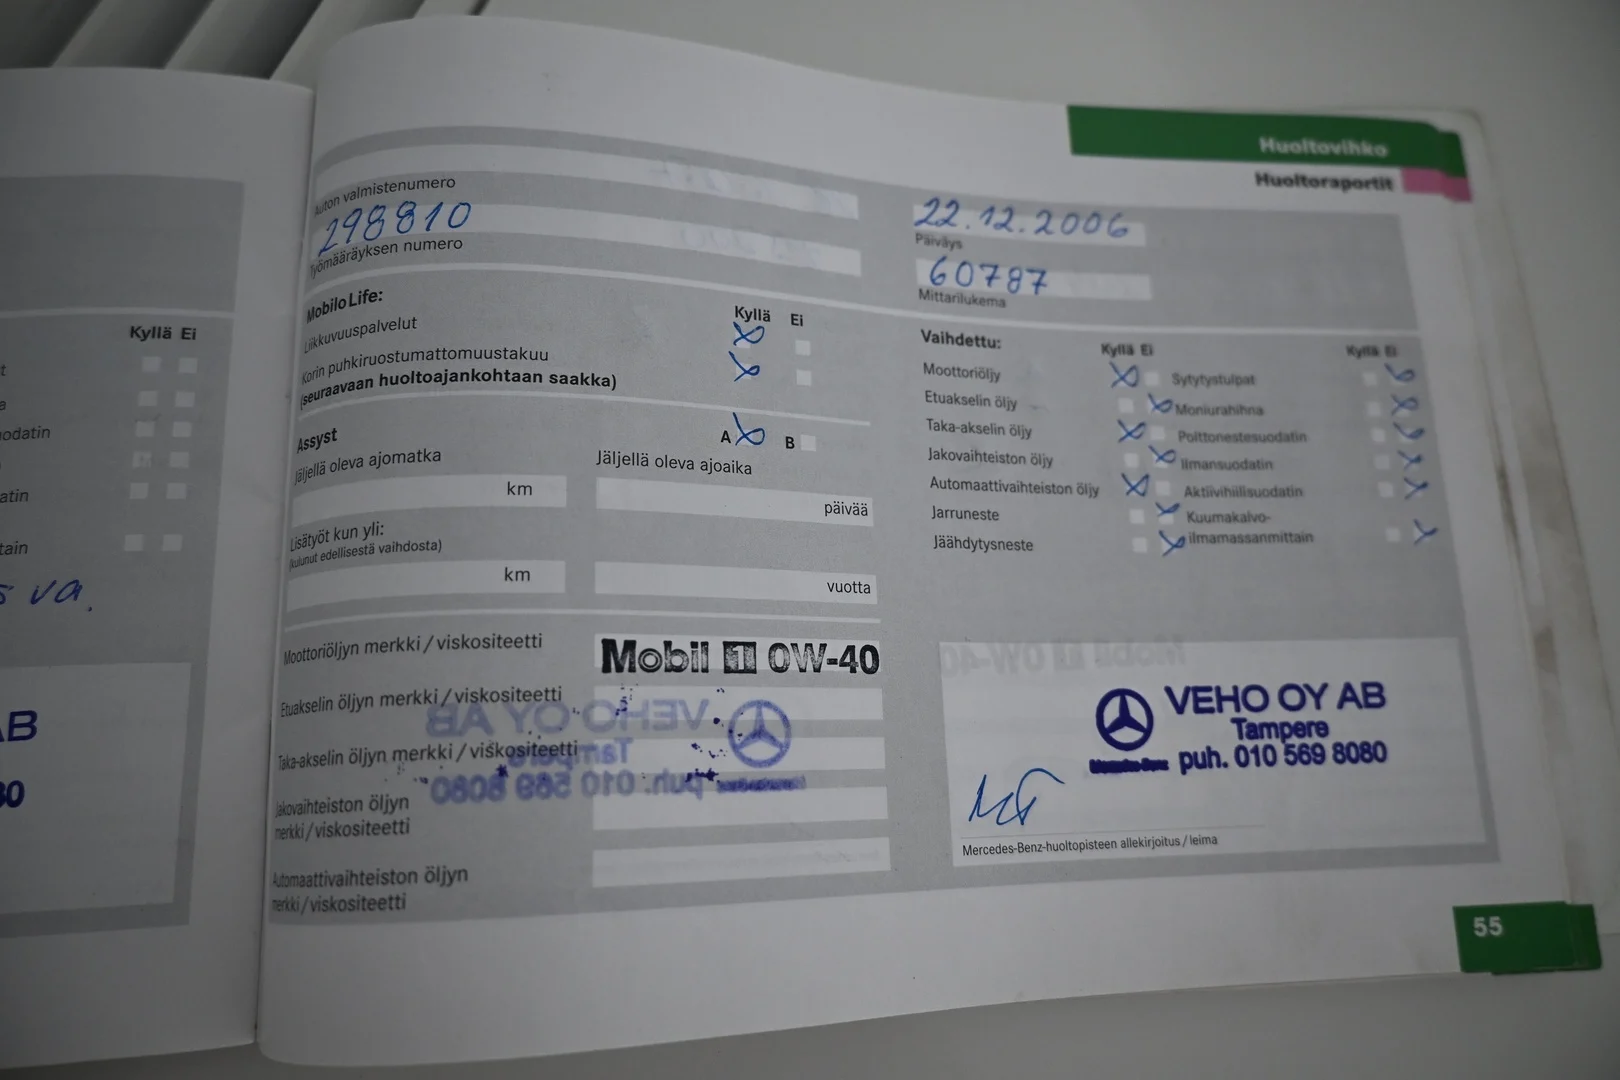 Huoltovihko
Huoltoraportit
Auton valmistenumero
298810
Työmääräyksen numero
22.12.2006
Päiväys
60787
Mittarilukema
MobiloLife:
Kyllä Ei
Liikkuvuuspalvelut
Korin puhkiruostumattomuustakuu
(seuraavaan huoltoajankohtaan saakka)
Assyst
A B
Jäljellä oleva ajomatka
km
Jäljellä oleva ajoaika
päivää
Lisätyöt kun yli:
(kulunut edellisestä vaihdosta)
km
vuotta
Moottoriöljyn merkki/viskositeetti
Mobil 1 0W-40
Etuakselin öljyn merkki/viskositeetti
Taka-akselin öljyn merkki/viskositeetti
Jakovaihteiston öljyn
merkki/viskositeetti
Automaattivaihteiston öljyn
merkki/viskositeetti
Vaihdettu:
Kyllä Ei
Kyllä Ei
Moottoriöljy
Sytytystulpat
Etuakselin öljy
Moniurahihna
Taka-akselin öljy
Polttonestesuodatin
Jakovaihteiston öljy
Ilmansuodatin
Automaattivaihteiston öljy
Aktiivihiilisuodatin
Jarruneste
Kuumakalvo-
ilmamassanmittain
Jäähdytysneste
VEHO OY AB
Tampere
Mercedes-Benz puh. 010 569 8080
Mercedes-Benz-huoltopisteen allekirjoitus/leima
55
Kyllä Ei